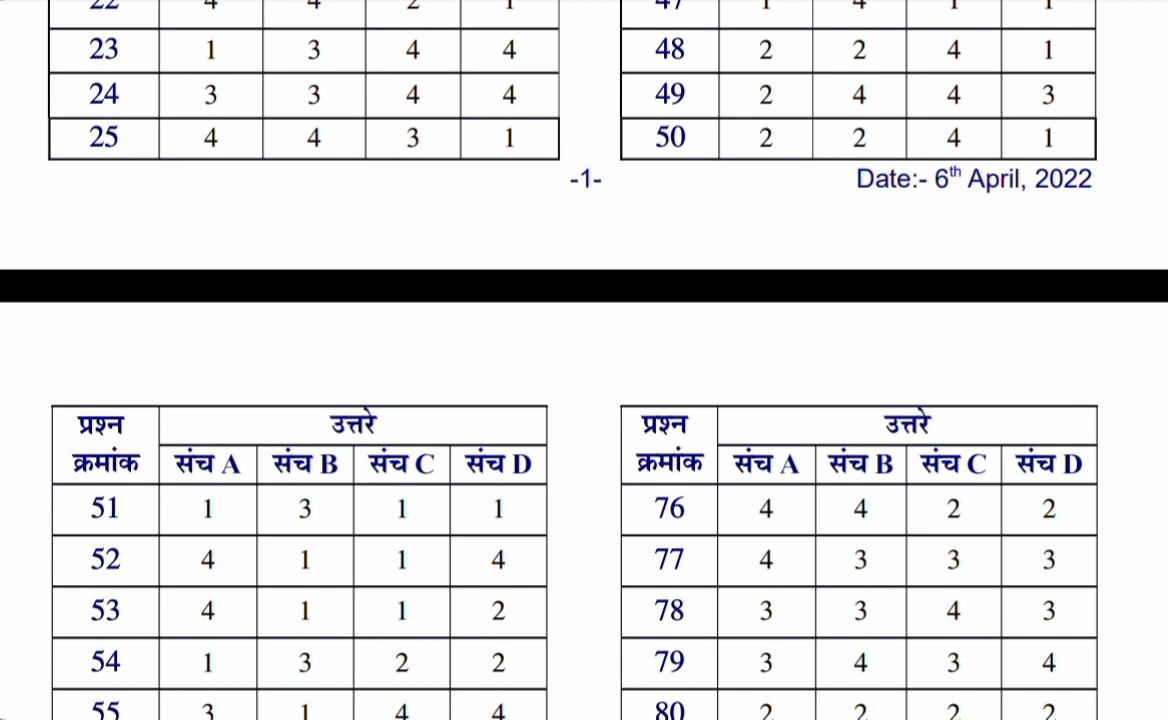 22 4 4 2 1
23 1 3 4 4
24 3 3 4 4
25 4 4 3 1
47 1 4 1 1
48 2 2 4 1
49 2 4 4 3
50 2 2 4 1
-1-
Date:- 6th April, 2022
प्रश्न क्रमांक उत्तरे
संच A संच B संच C संच D
51 1 3 1 1
52 4 1 1 4
53 4 1 1 2
54 1 3 2 2
55 3 1 4 4
प्रश्न क्रमांक उत्तरे
संच A संच B संच C संच D
76 4 4 2 2
77 4 3 3 3
78 3 3 4 3
79 3 4 3 4
80 2 2 2 2